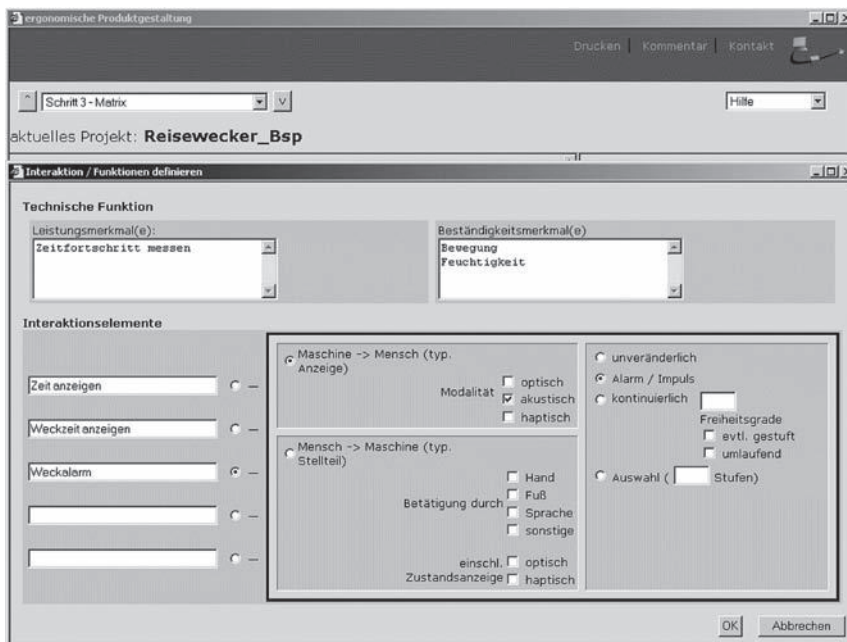 ergonomische Produktgestaltung
Drucken | Kommentar | Kontakt
^ Schritt 3 - Matrix V Hilfe
aktuelles Projekt: Reisewecker_Bsp
Interaktion / Funktionen definieren
Technische Funktion
Leistungsmerkmal(e):
Zeitfortschritt messen
Beständigkeitsmerkmal(e)
Bewegung
Feuchtigkeit
Interaktionselemente
Zeit anzeigen
Weckzeit anzeigen
Weckalarm
Maschine -> Mensch (typ.
Anzeige)
Modalität
optisch
akustisch
haptisch
Mensch -> Maschine (typ.
Stellteil)
Betätigung durch
Hand
Fuß
Sprache
sonstige
einschl.
Zustandsanzeige
optisch
haptisch
unveränderlich
Alarm / Impuls
kontinuierlich
Freiheitsgrade
evtl. gestuft
umlaufend
Auswahl ( Stufen)
OK Abbrechen